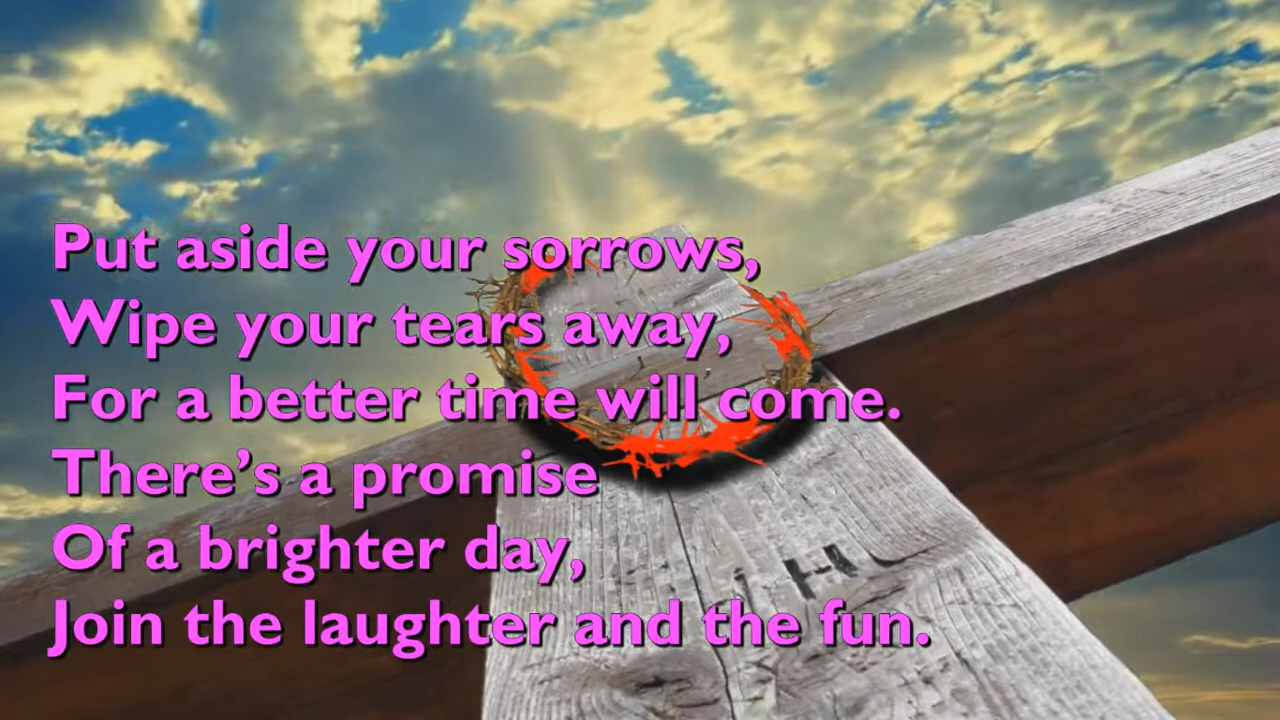 Put aside your sorrows,
Wipe your tears away,
For a better time will come.
There’s a promise
Of a brighter day,
Join the laughter and the fun.